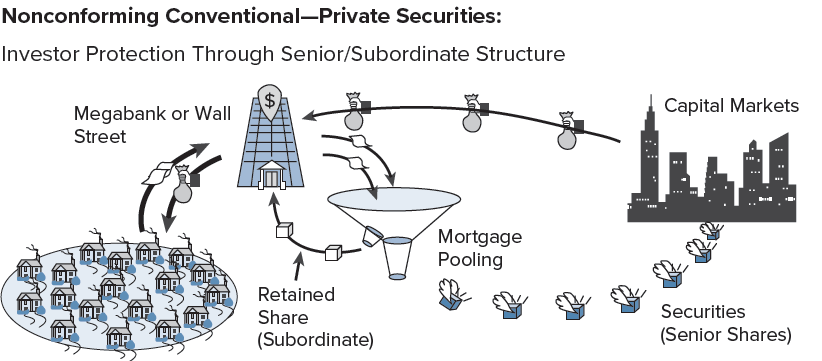 Nonconforming Conventional—Private Securities:
Investor Protection Through Senior/Subordinate Structure
Megabank or Wall
Street
$
Capital Markets
Mortgage
Pooling
Retained
Share
(Subordinate)
Securities
(Senior Shares)